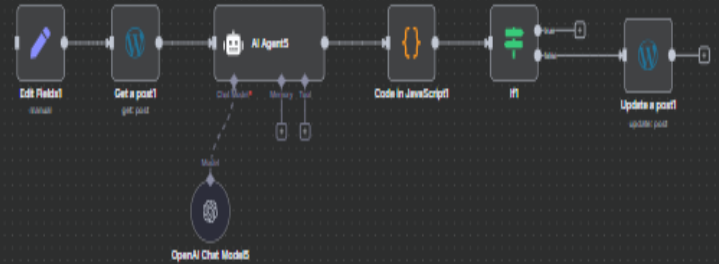 AI Agent5
true
false
Edit Fields1
manual
Get a post1
get: post
Chat Model*
Memory
Tool
Code in JavaScript1
If1
Update a post1
update: post
Model
OpenAI Chat Model5